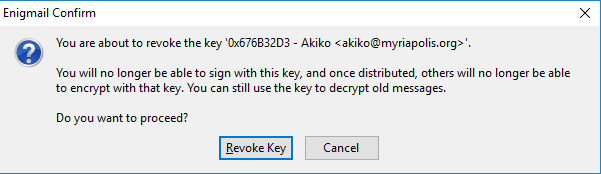 Enigmail Confirm
You are about to revoke the key '0x676B32D3 - Akiko <akiko@myriapolis.org>'.
You will no longer be able to sign with this key, and once distributed, others will no longer be able
to encrypt with that key. You can still use the key to decrypt old messages.
Do you want to proceed?
Revoke Key
Cancel